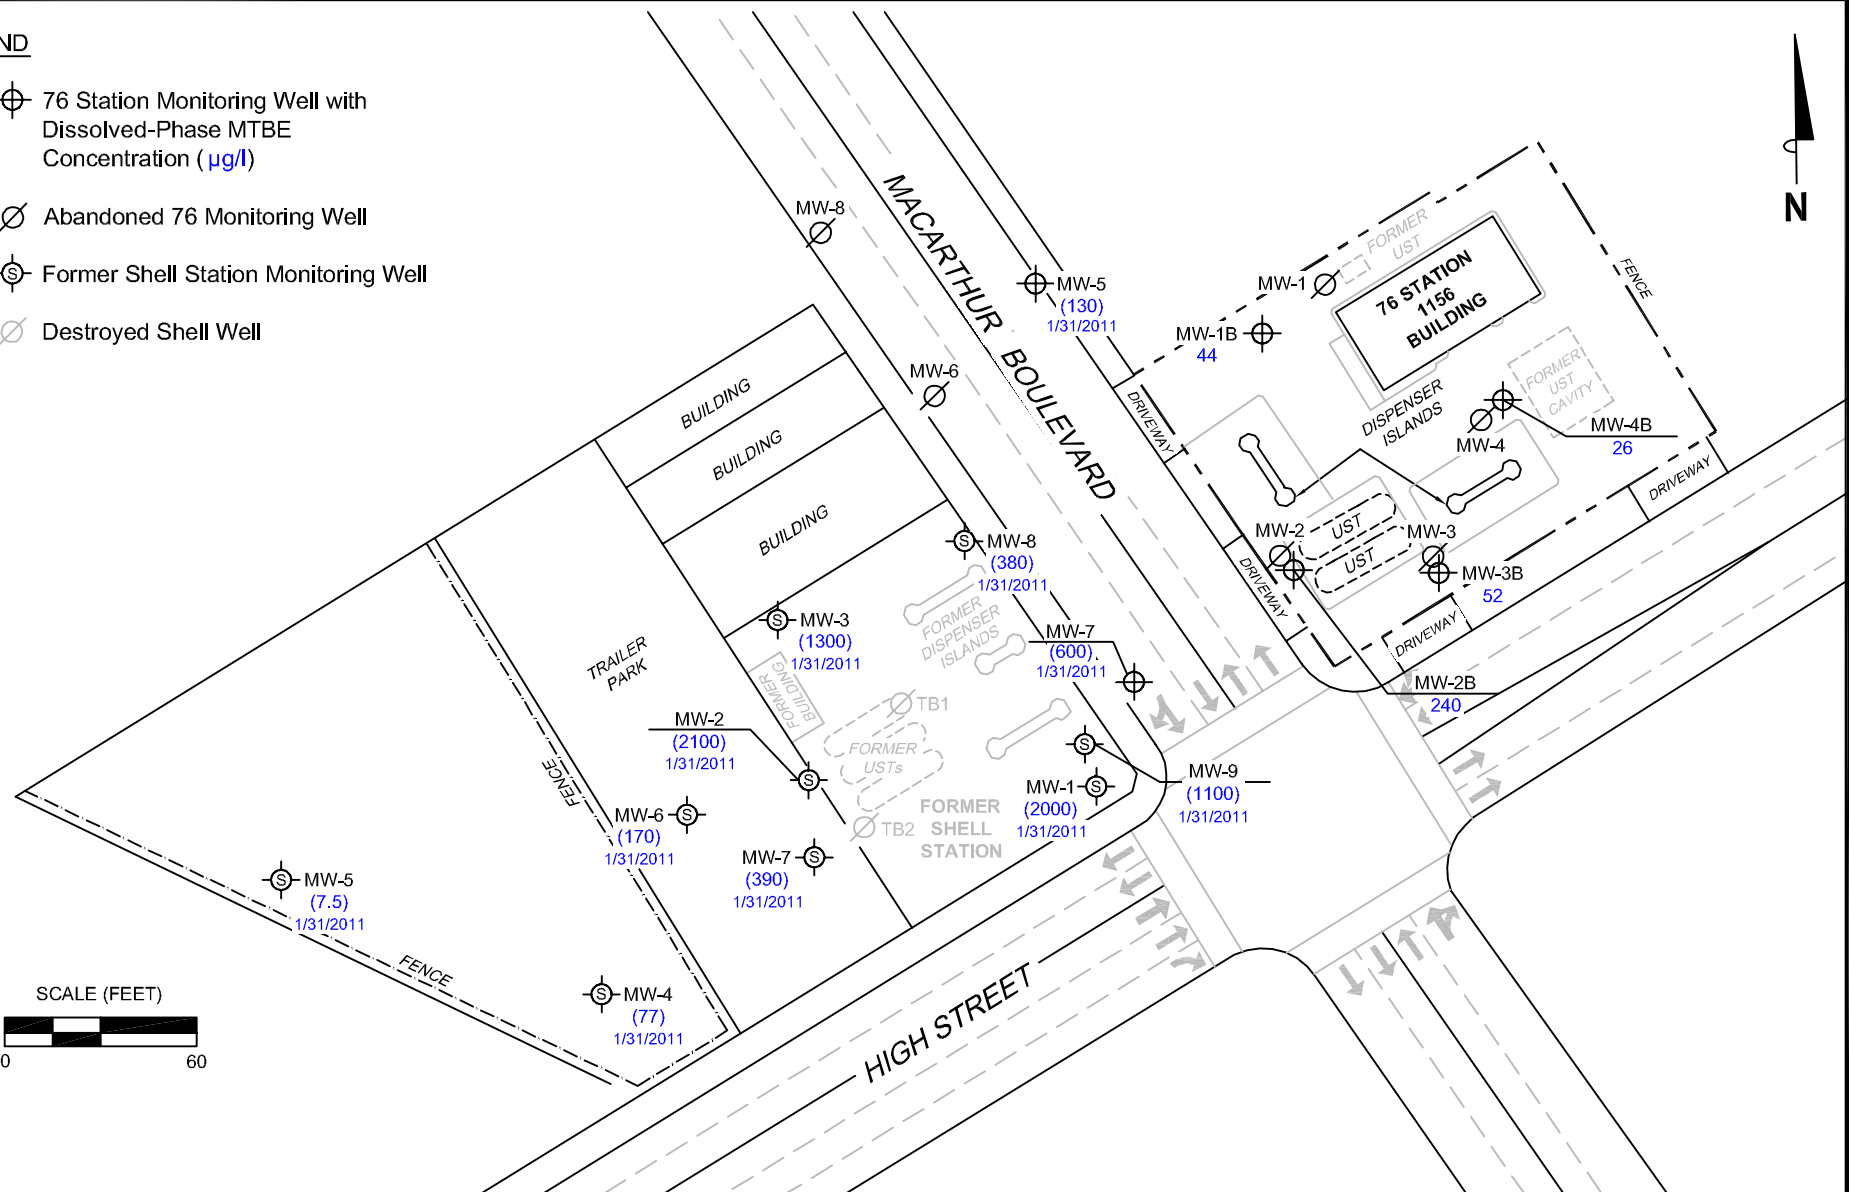 ND
76 Station Monitoring Well with
Dissolved-Phase MTBE
Concentration (µg/l)
Abandoned 76 Monitoring Well
S Former Shell Station Monitoring Well
Destroyed Shell Well
N
MACARTHUR BOULEVARD
MW-8
MW-6
MW-5
(130)
1/31/2011
FORMER
UST
MW-1
76 STATION
1156
BUILDING
FENCE
MW-1B
44
DRIVEWAY
DISPENSER
ISLANDS
FORMER
UST
CAVITY
MW-4
MW-4B
26
DRIVEWAY
MW-2
UST
UST
MW-3
MW-3B
52
DRIVEWAY
DRIVEWAY
MW-2B
240
BUILDING
BUILDING
BUILDING
S MW-8
(380)
1/31/2011
FORMER
DISPENSER
ISLANDS
S MW-3
(1300)
1/31/2011
MW-7
(600)
1/31/2011
TRAILER
PARK
FORMER
BUILDING
TB1
MW-2
(2100)
1/31/2011
S
FORMER
USTs
S
MW-9
(1100)
1/31/2011
MW-1 S
(2000)
1/31/2011
FENCE
MW-6 S
(170)
1/31/2011
TB2
FORMER
SHELL
STATION
MW-7 S
(390)
1/31/2011
S MW-5
(7.5)
1/31/2011
FENCE
S MW-4
(77)
1/31/2011
HIGH STREET
SCALE (FEET)
0 60